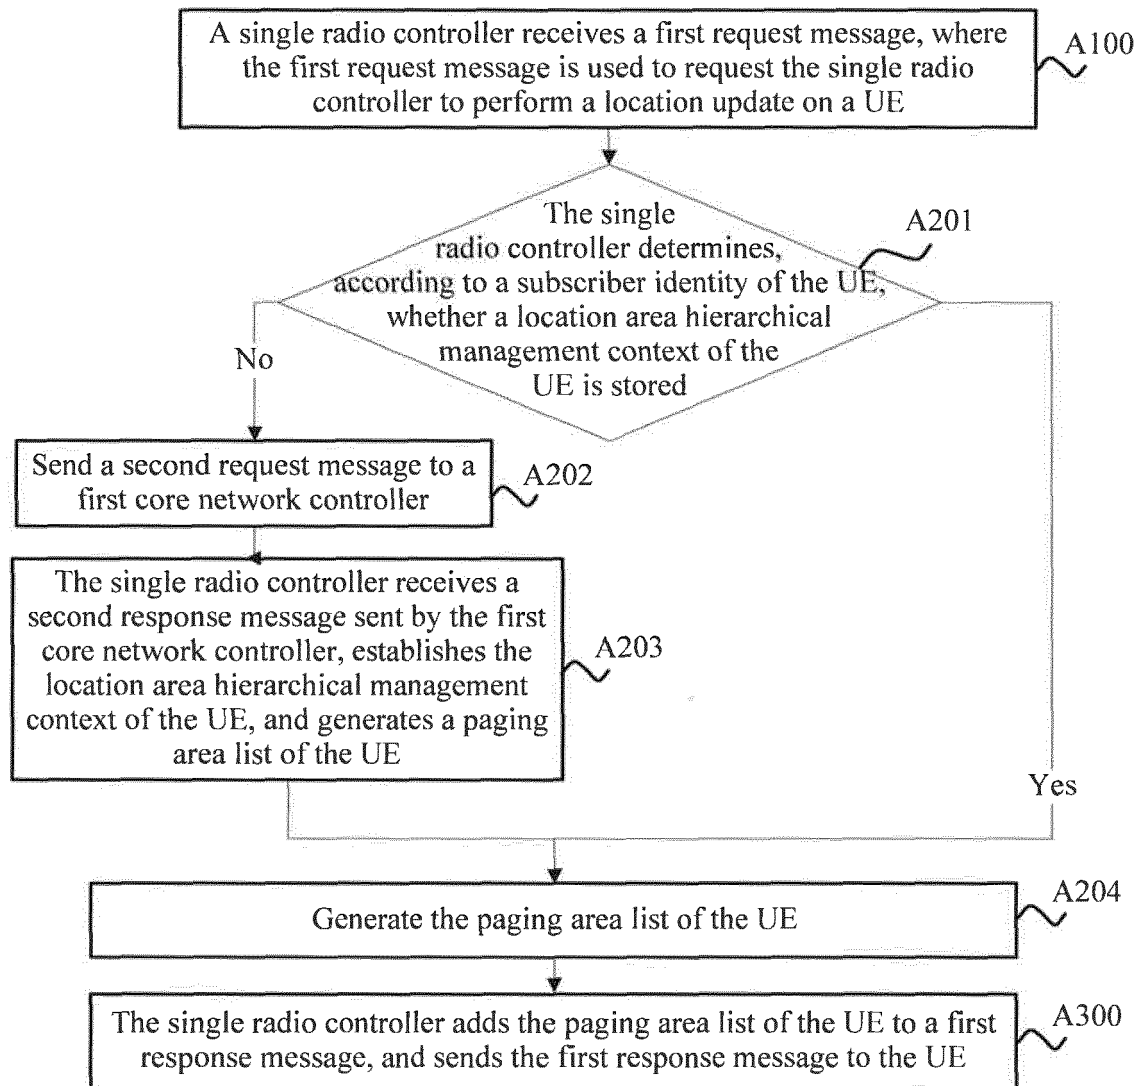 A single radio controller receives a first request message, where
the first request message is used to request the single radio
controller to perform a location update on a UE
A100
The single
radio controller determines,
according to a subscriber identity of the UE,
whether a location area hierarchical
management context of the
UE is stored
A201
No
Send a second request message to a
first core network controller
A202
The single radio controller receives a
second response message sent by the first
core network controller, establishes the
location area hierarchical management
context of the UE, and generates a paging
area list of the UE
A203
Yes
Generate the paging area list of the UE
A204
The single radio controller adds the paging area list of the UE to a first
response message, and sends the first response message to the UE
A300